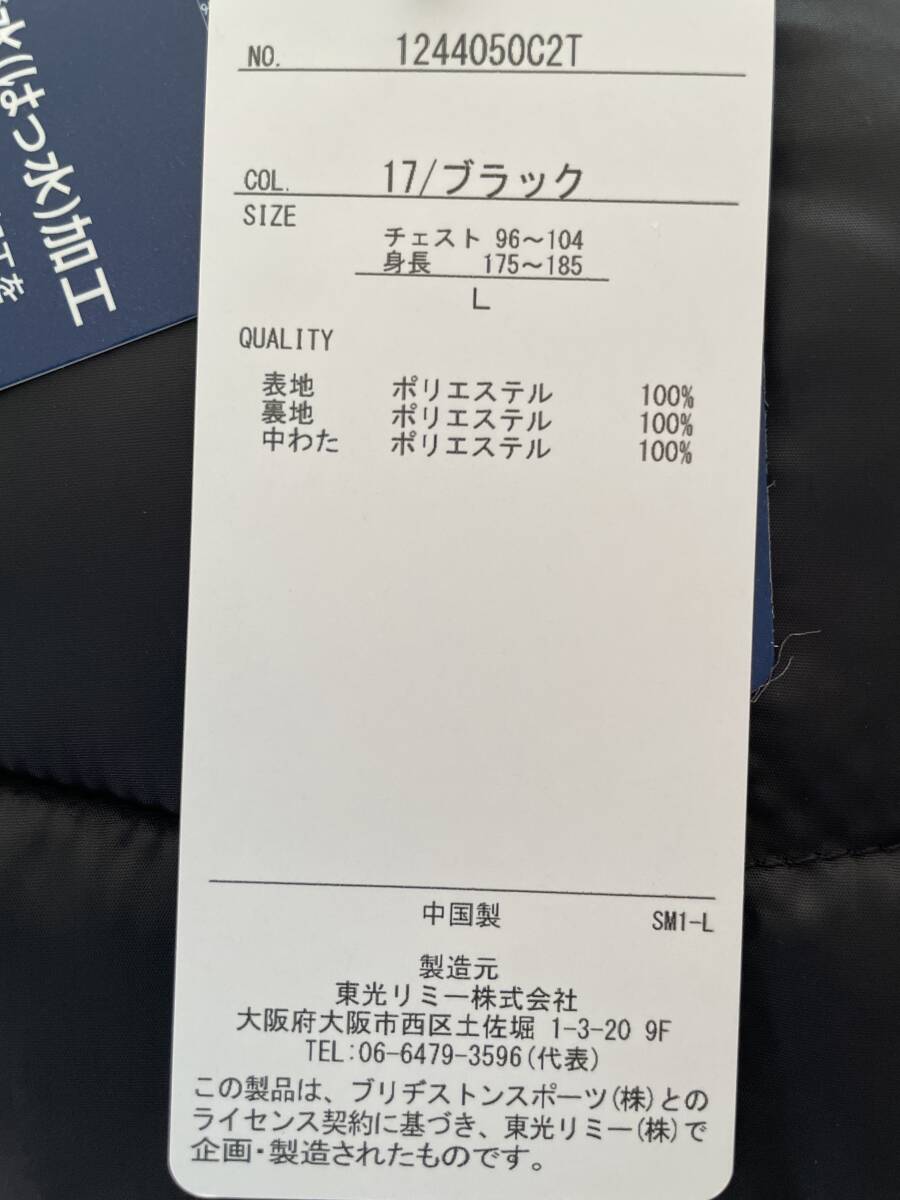 水(はっ水)加工
NO. 1244050C2T
COL. 17/ブラック
SIZE
チェスト 96～104
身長 175～185
L
QUALITY
表地 ポリエステル 100%
裏地 ポリエステル 100%
中わた ポリエステル 100%
中国製 SM1-L
製造元
東光リミー株式会社
大阪府大阪市西区土佐堀 1-3-20 9F
TEL:06-6479-3596(代表)
この製品は、ブリヂストンスポーツ(株)との
ライセンス契約に基づき、東光リミー(株)で
企画・製造されたものです。